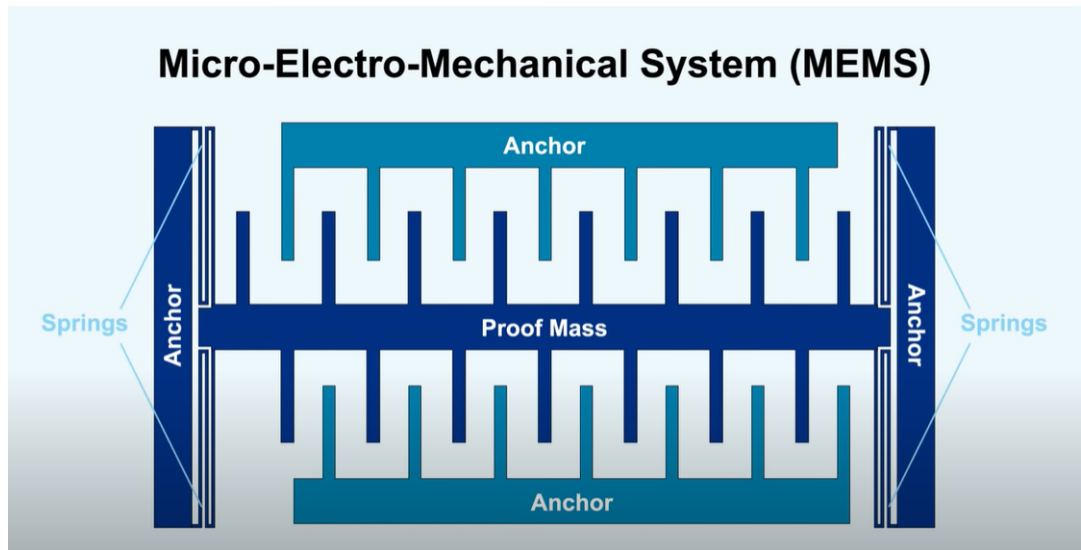 Micro-Electro-Mechanical System (MEMS)
Anchor
Springs
Anchor
Proof Mass
Anchor
Springs
Anchor